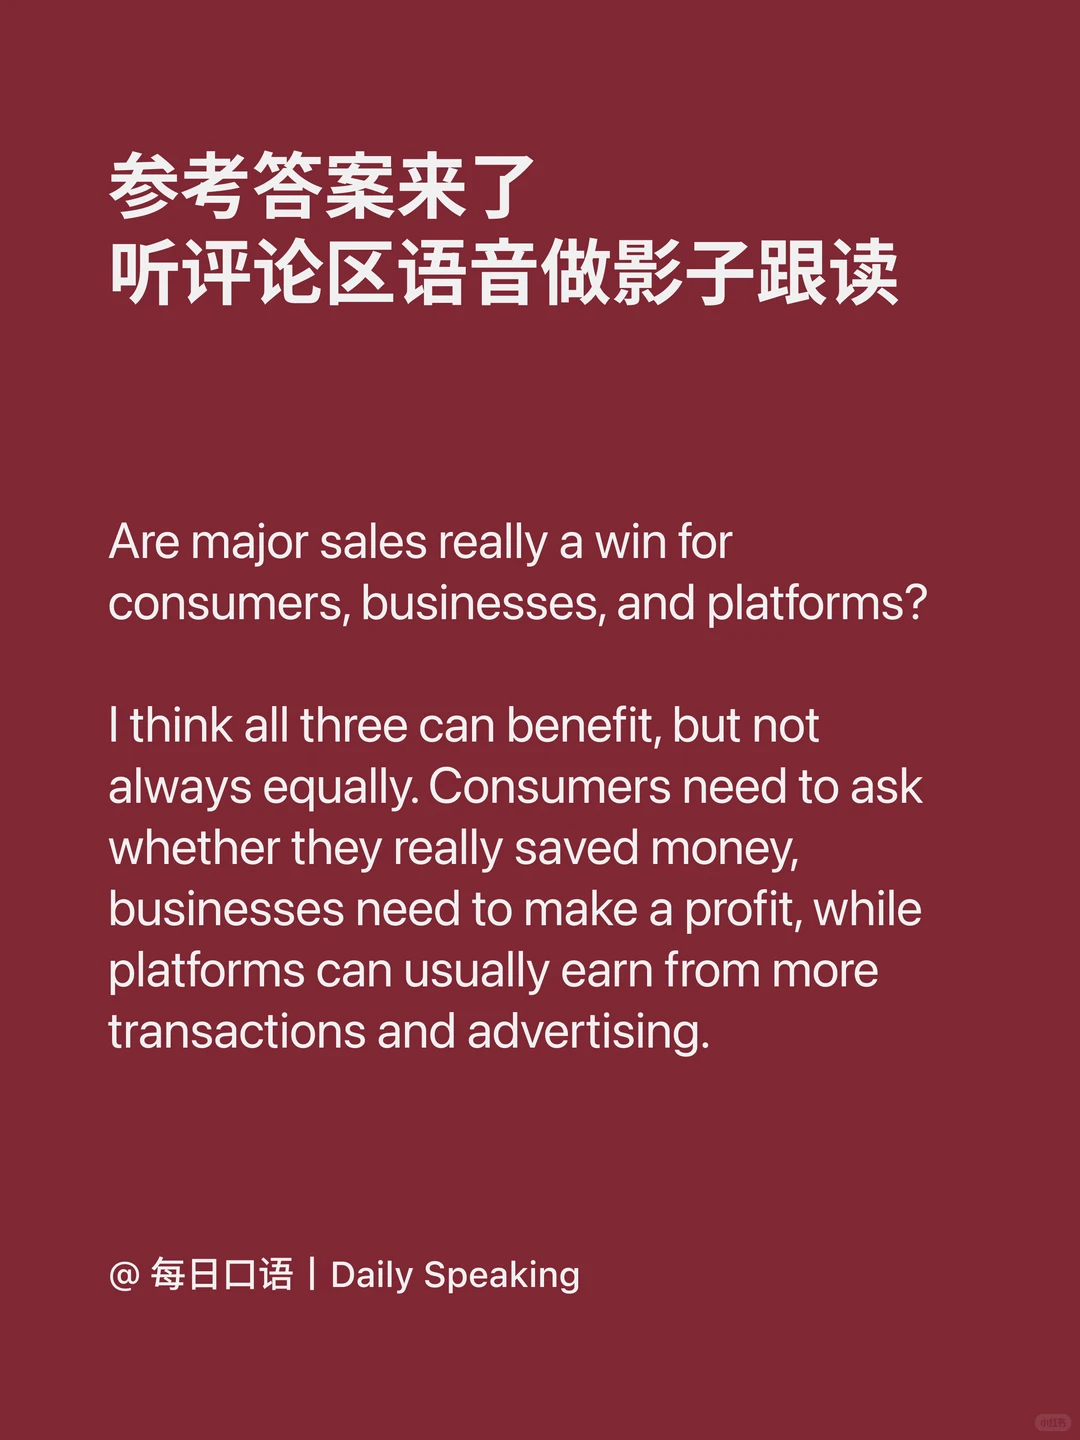 参考答案来了
听评论区语音做影子跟读
Are major sales really a win for
consumers, businesses, and platforms?
I think all three can benefit, but not
always equally. Consumers need to ask
whether they really saved money,
businesses need to make a profit, while
platforms can usually earn from more
transactions and advertising.
@ 每日口语丨Daily Speaking
小红书